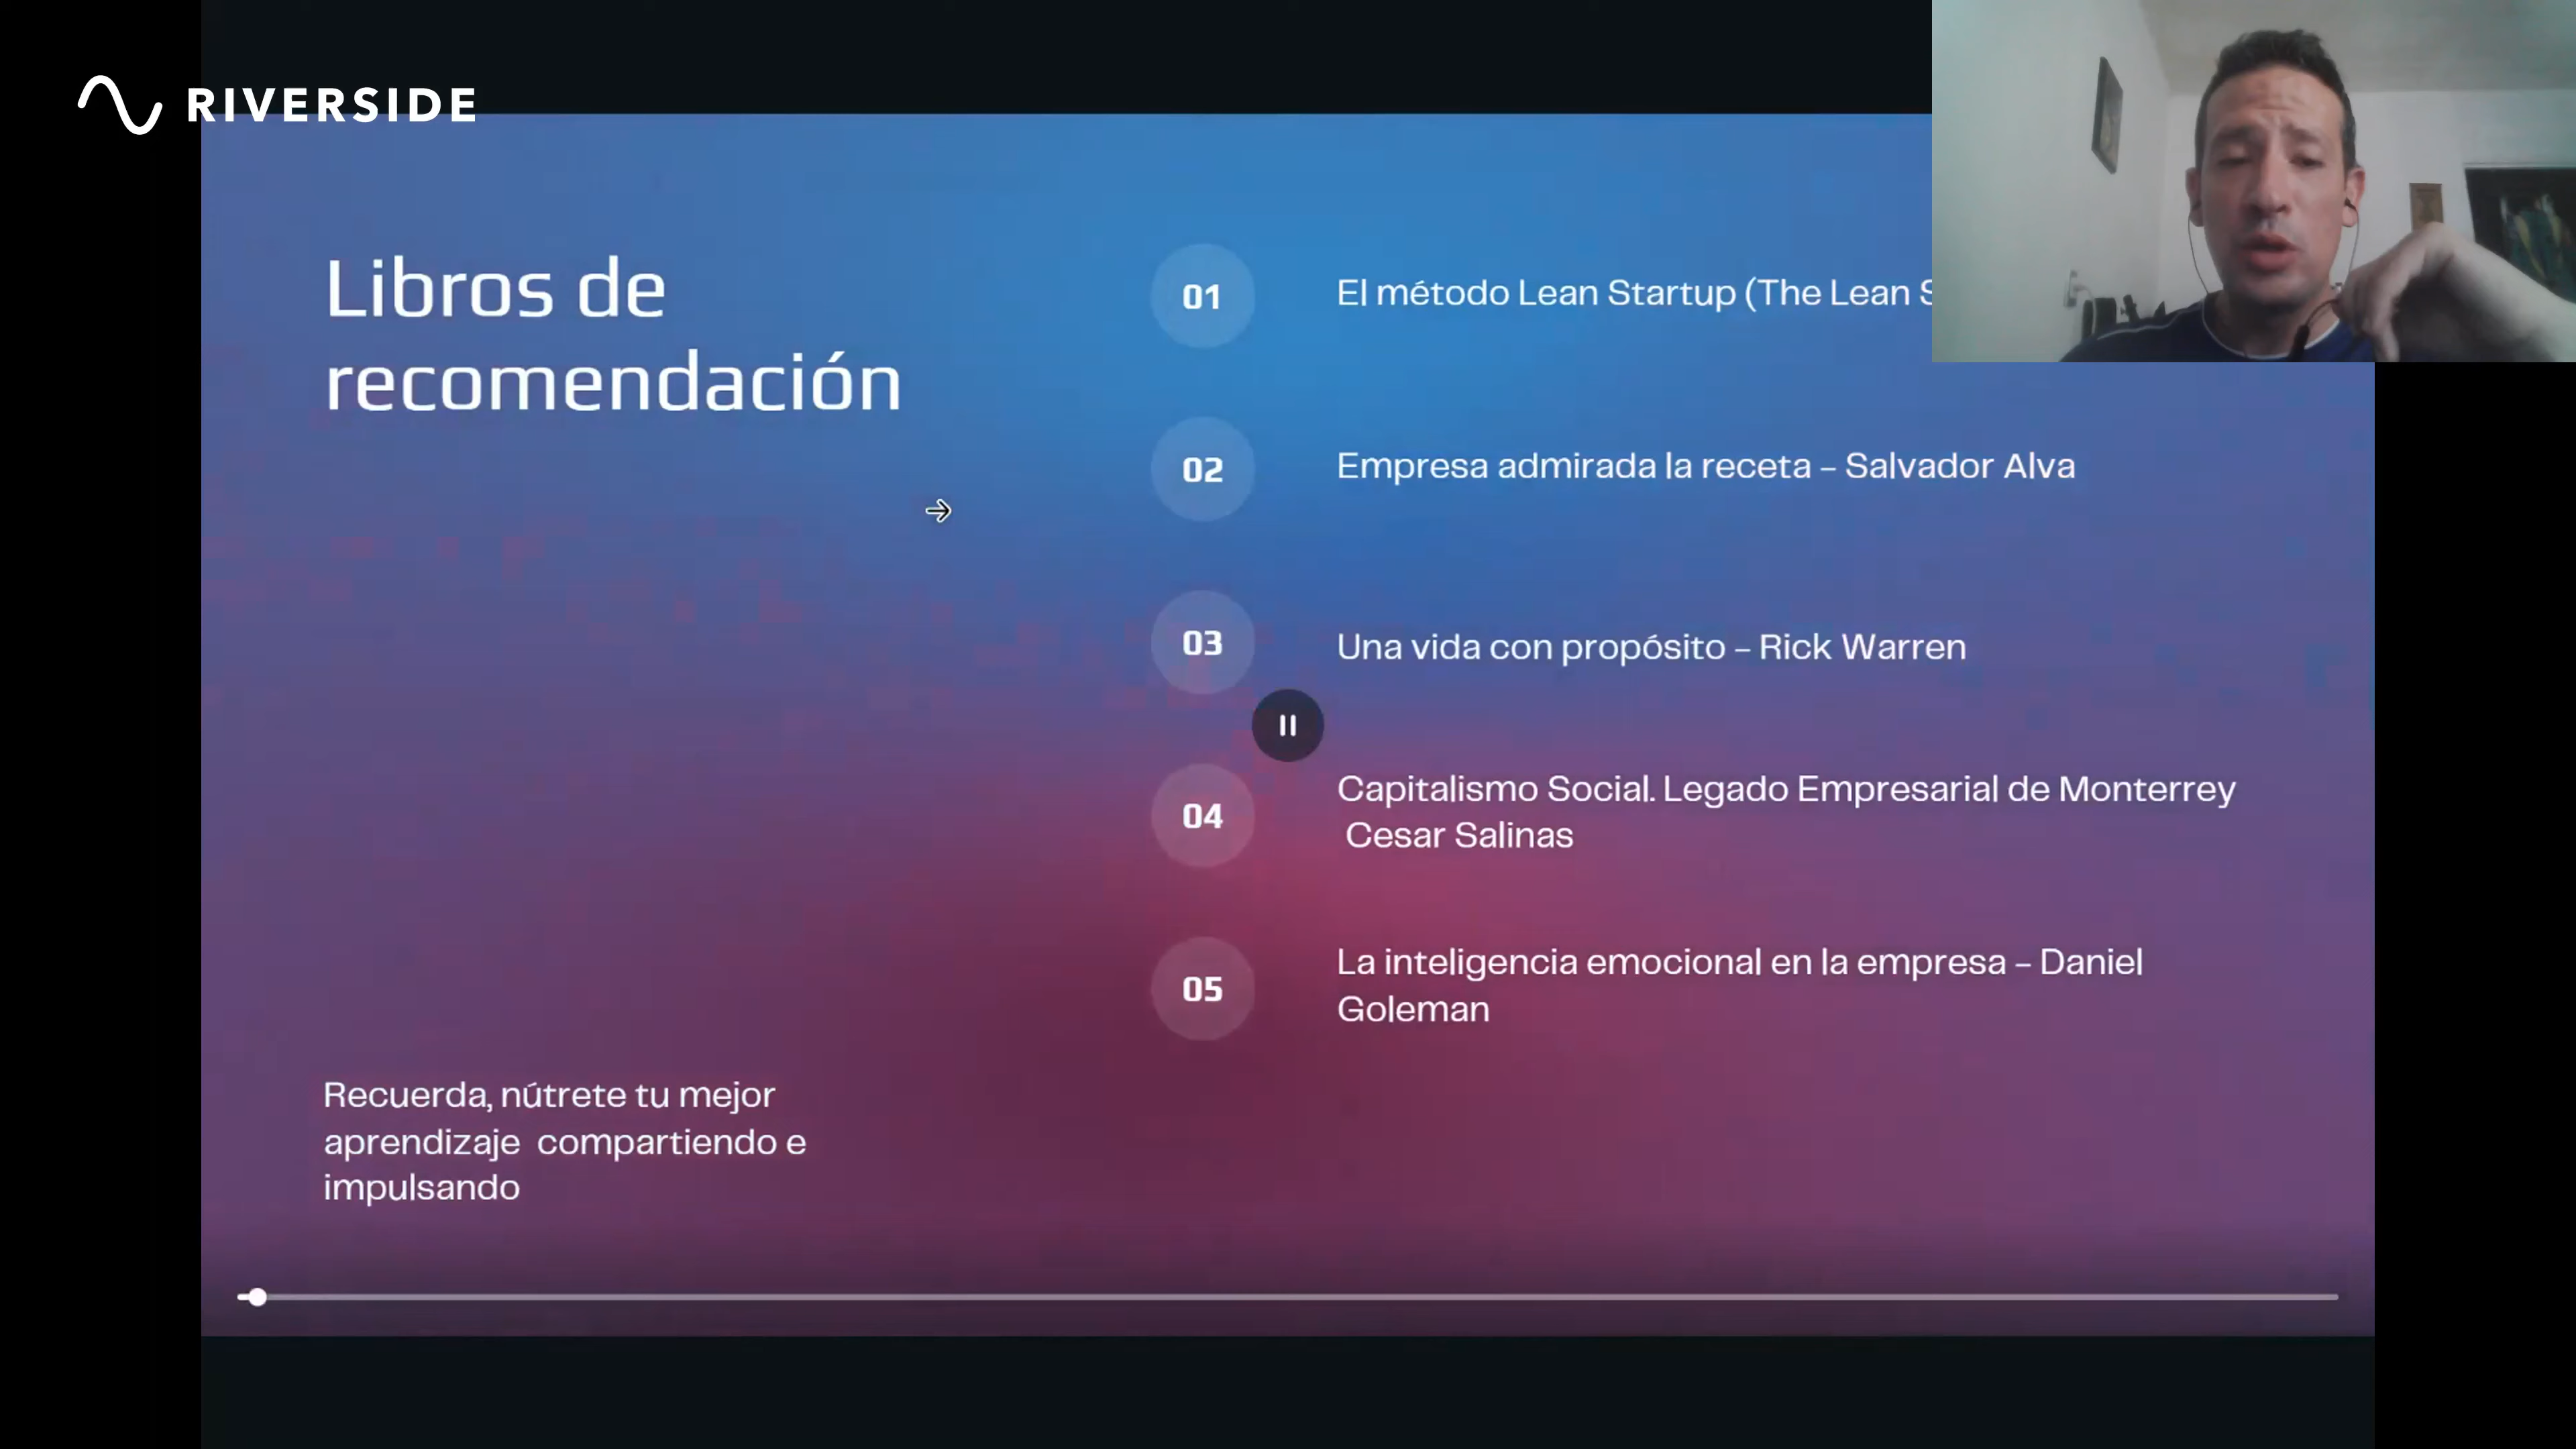 RIVERSIDE
Libros de
recomendación
01
El método Lean Startup (The Lean
02
Empresa admirada la receta - Salvador Alva
03
Una vida con propósito - Rick Warren
04
Capitalismo Social. Legado Empresarial de Monterrey
Cesar Salinas
05
La inteligencia emocional en la empresa - Daniel
Goleman
Recuerda, nútrete tu mejor
aprendizaje compartiendo e
impulsando